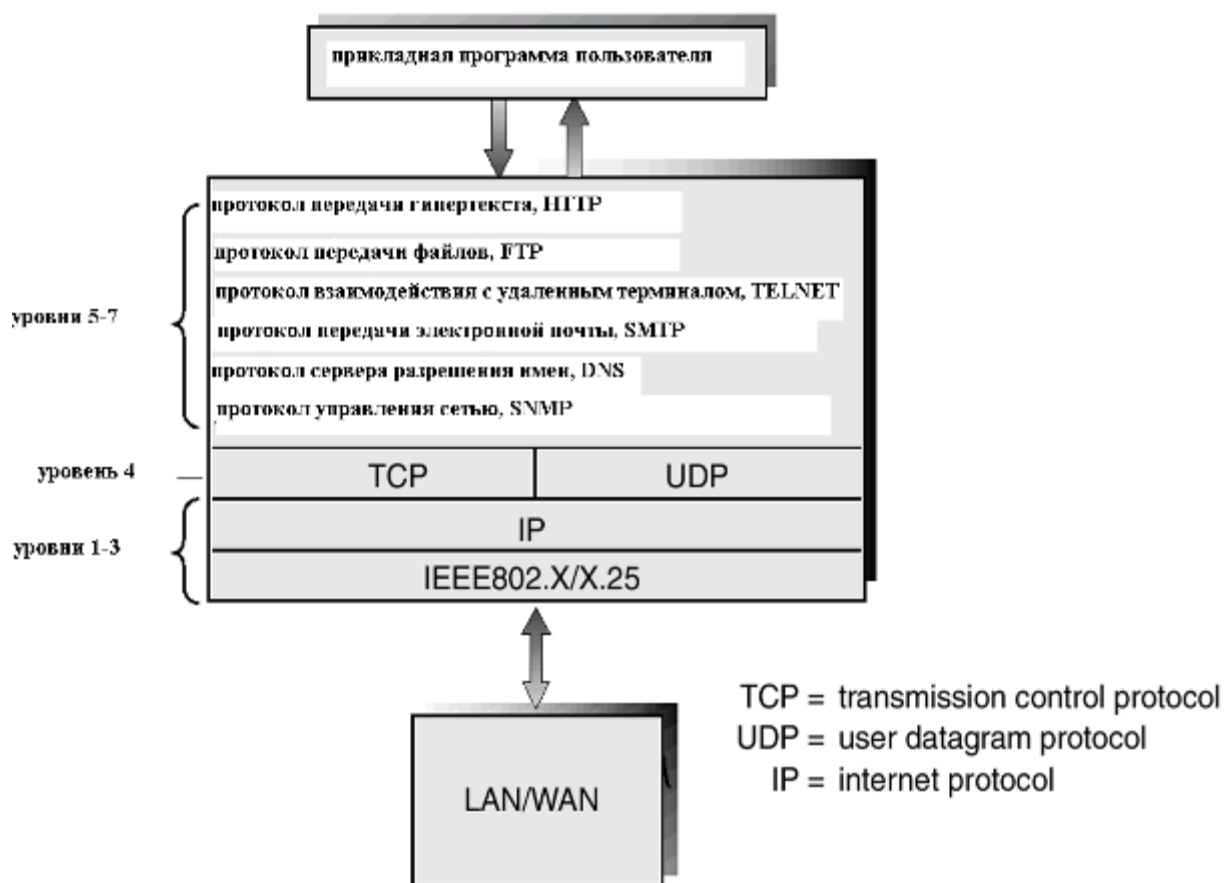 прикладная программа пользователя
протокол передачи гипертекста, HTTP
протокол передачи файлов, FTP
протокол взаимодействия с удаленным терминалом, TELNET
уровни 5-7
протокол передачи электронной почты, SMTP
протокол сервера разрешения имен, DNS
протокол управления сетью, SNMP
уровень 4
TCP
UDP
уровни 1-3
IP
IEEE802.X/X.25
LAN/WAN
TCP = transmission control protocol
UDP = user datagram protocol
IP = internet protocol